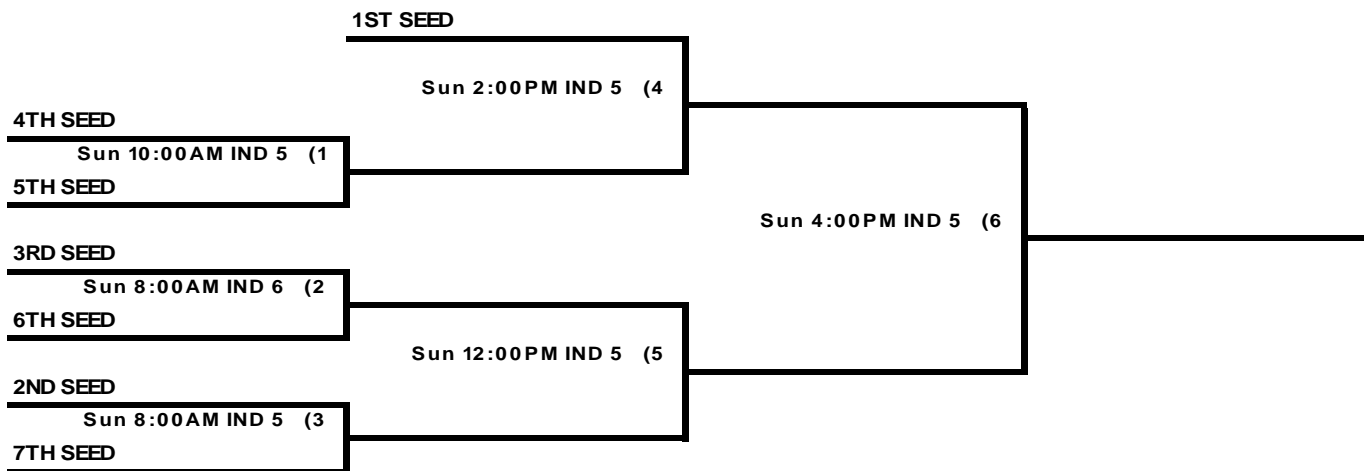 1ST SEED
Sun 2:00PM IND 5 (4
4TH SEED
Sun 10:00AM IND 5 (1
5TH SEED
Sun 4:00PM IND 5 (6
3RD SEED
Sun 8:00AM IND 6 (2
6TH SEED
Sun 12:00PM IND 5 (5
2ND SEED
Sun 8:00AM IND 5 (3
7TH SEED